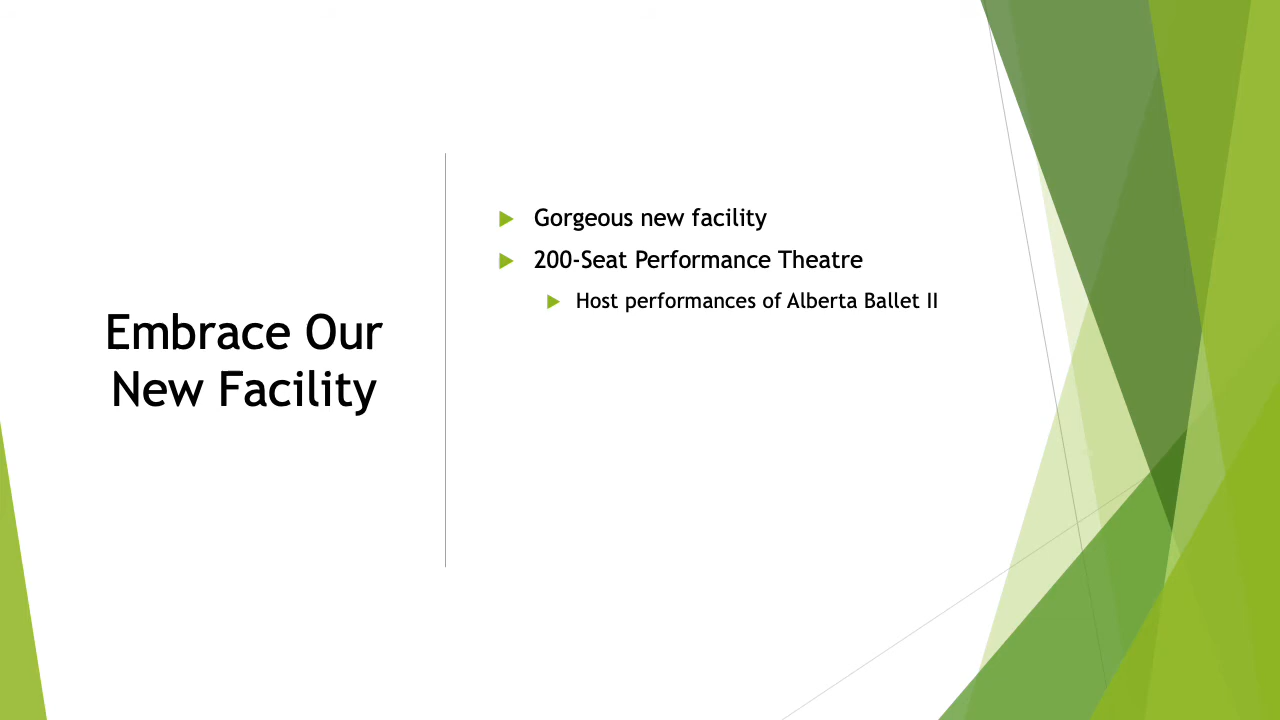 Embrace Our
New Facility
Gorgeous new facility
200-Seat Performance Theatre
Host performances of Alberta Ballet II